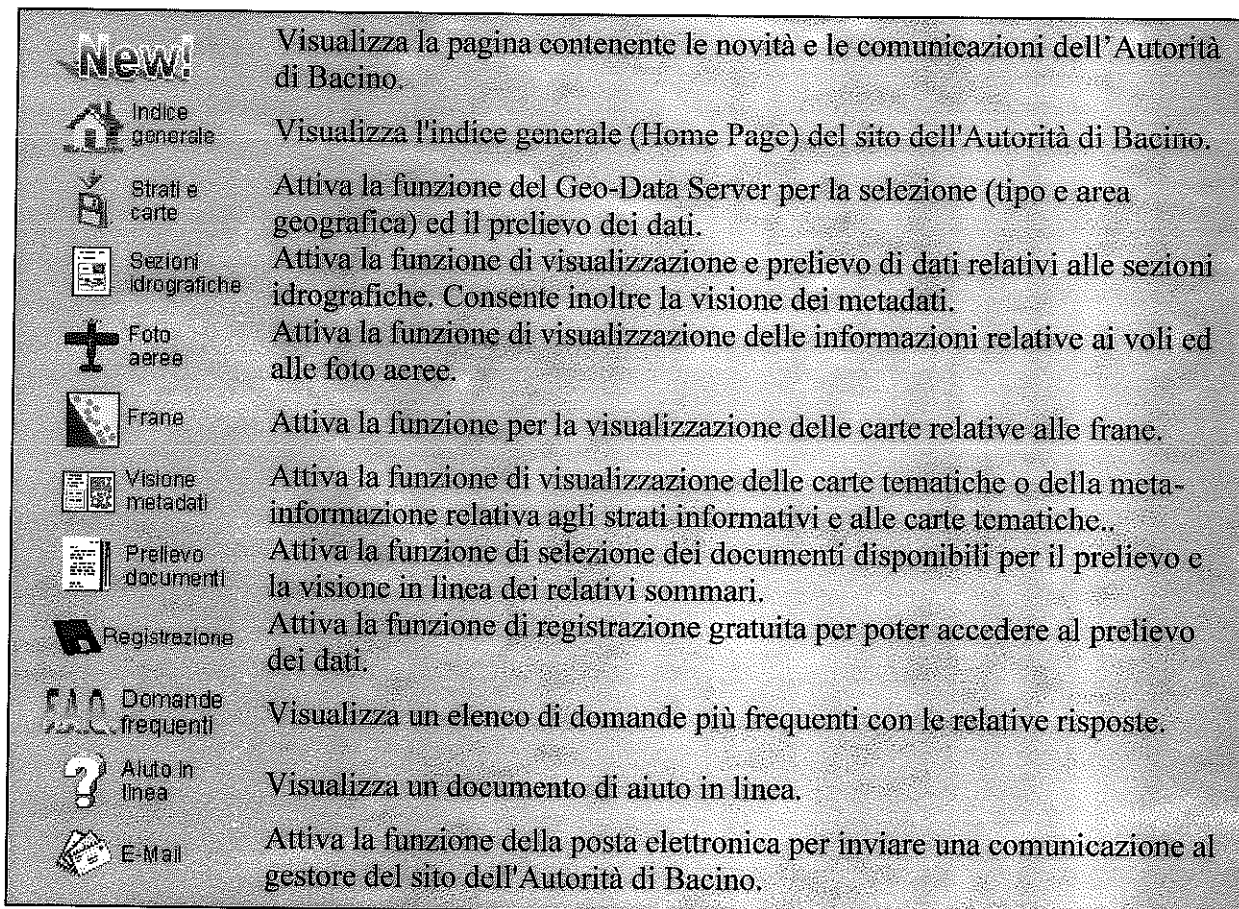 New!
Visualizza la pagina contenente le novità e le comunicazioni dell'Autorità
di Bacino.
Indice
generale
Visualizza l'indice generale (Home Page) del sito dell'Autorità di Bacino.
Strati e
carte
Attiva la funzione del Geo-Data Server per la selezione (tipo e area
geografica) ed il prelievo dei dati.
Sezioni
idrografiche
Attiva la funzione di visualizzazione e prelievo di dati relativi alle sezioni
idrografiche. Consente inoltre la visione dei metadati.
Foto
aeree
Attiva la funzione di visualizzazione delle informazioni relative ai voli ed
alle foto aeree.
Frane
Attiva la funzione per la visualizzazione delle carte relative alle frane.
Visione
metadati
Attiva la funzione di visualizzazione delle carte tematiche o della meta-
informazione relativa agli strati informativi e alle carte tematiche..
Prelievo
documenti
Attiva la funzione di selezione dei documenti disponibili per il prelievo e
la visione in linea dei relativi sommari.
Registrazione
Attiva la funzione di registrazione gratuita per poter accedere al prelievo
dei dati.
FAQ
Domande
frequenti
Visualizza un elenco di domande più frequenti con le relative risposte.
?
Aiuto in
linea
Visualizza un documento di aiuto in linea.
E-Mail
Attiva la funzione della posta elettronica per inviare una comunicazione al
gestore del sito dell'Autorità di Bacino.